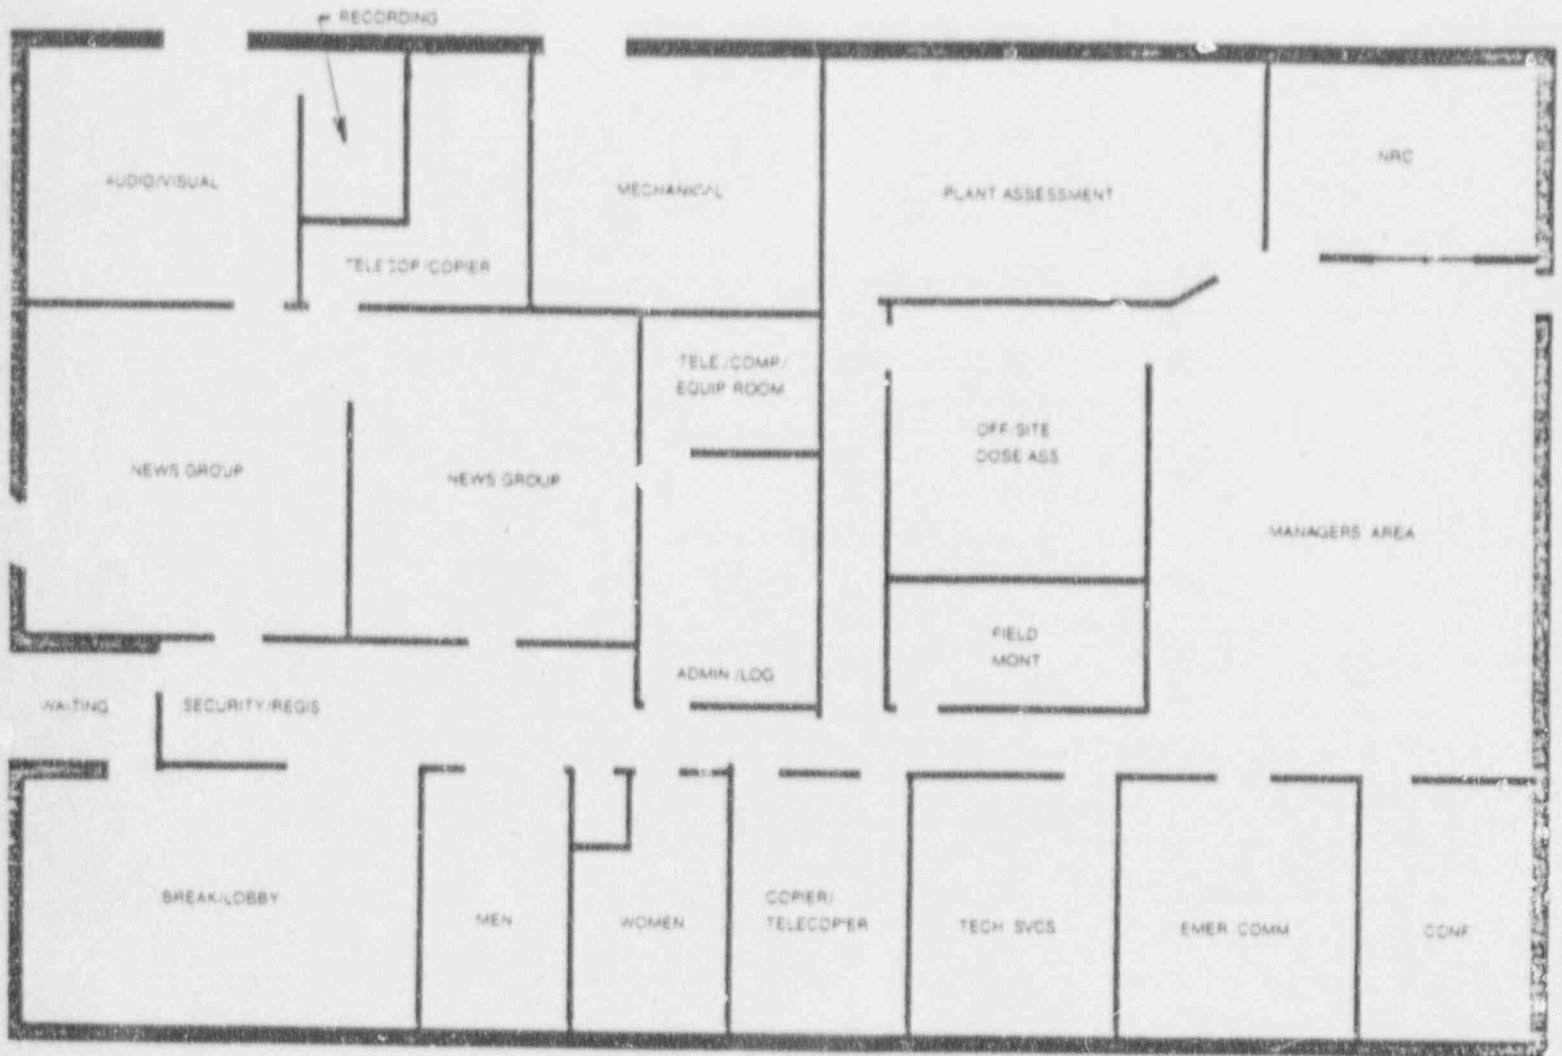 RECORDING
AUDIO/VISUAL
TELECOP/COPIER
MECHANICAL
PLANT ASSESSMENT
NRC
NEWS GROUP
NEWS GROUP
TELE./COMP./
EQUIP ROOM
OFF-SITE
DOSE ASS
MANAGERS' AREA
FIELD
MONT
ADMIN./LOG
WAITING
SECURITY/REGIS
BREAK/LOBBY
MEN
WOMEN
COPIER/
TELECOPIER
TECH SVCS
EMER COMM
CONF